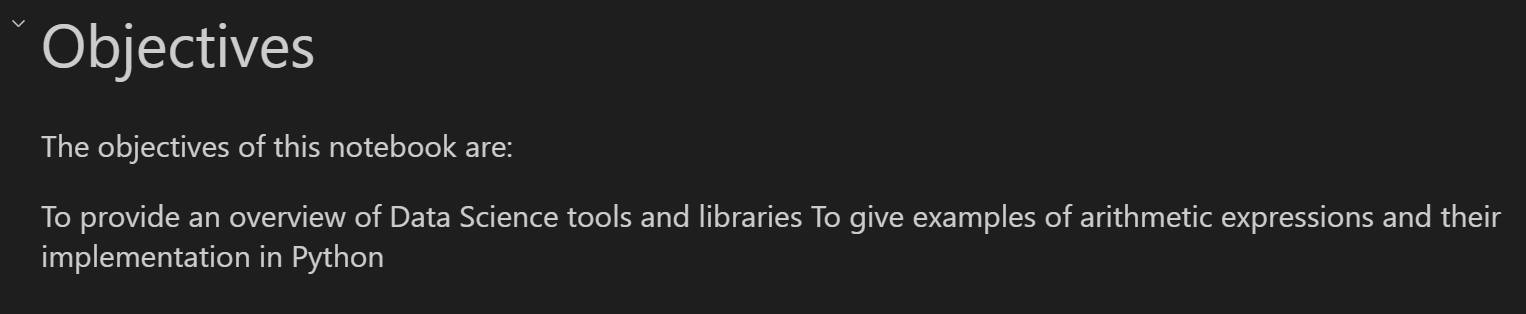 Objectives
The objectives of this notebook are:
To provide an overview of Data Science tools and libraries To give examples of arithmetic expressions and their
implementation in Python